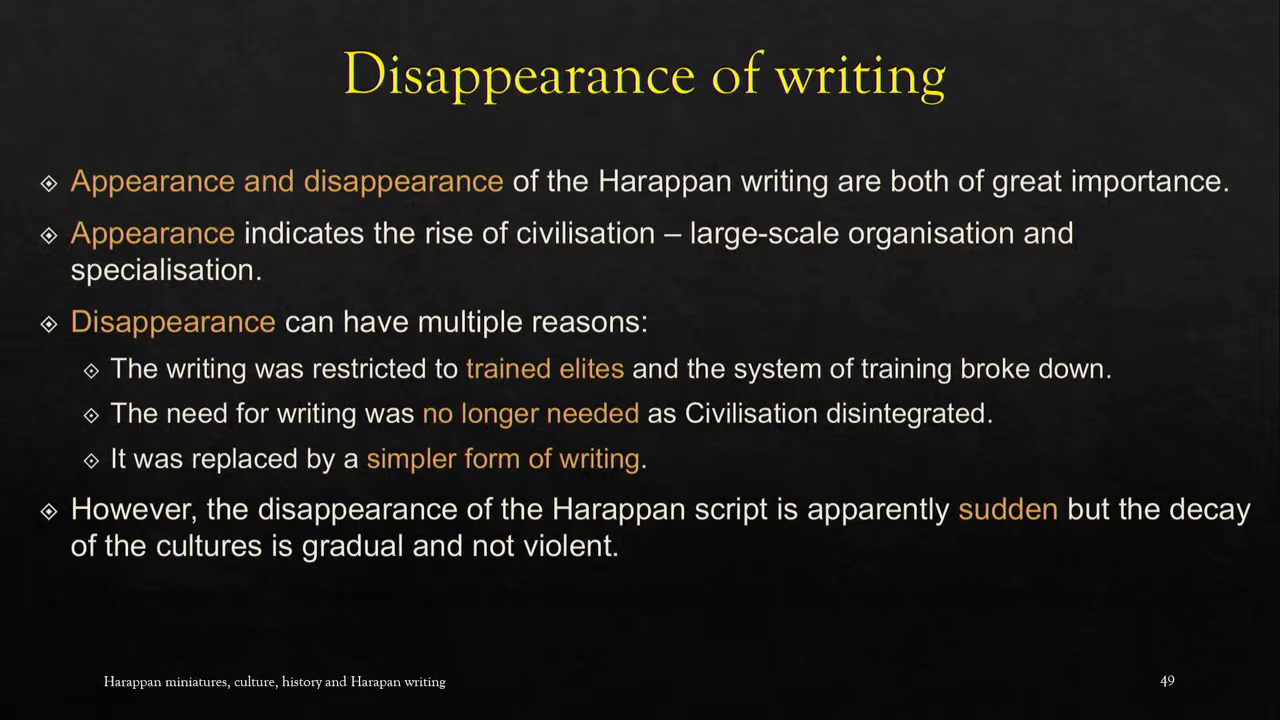 Disappearance of writing
Appearance and disappearance of the Harappan writing are both of great importance.
Appearance indicates the rise of civilisation – large-scale organisation and
specialisation.
Disappearance can have multiple reasons:
The writing was restricted to trained elites and the system of training broke down.
The need for writing was no longer needed as Civilisation disintegrated.
It was replaced by a simpler form of writing.
However, the disappearance of the Harappan script is apparently sudden but the decay
of the cultures is gradual and not violent.
Harappan miniatures, culture, history and Harapan writing
49